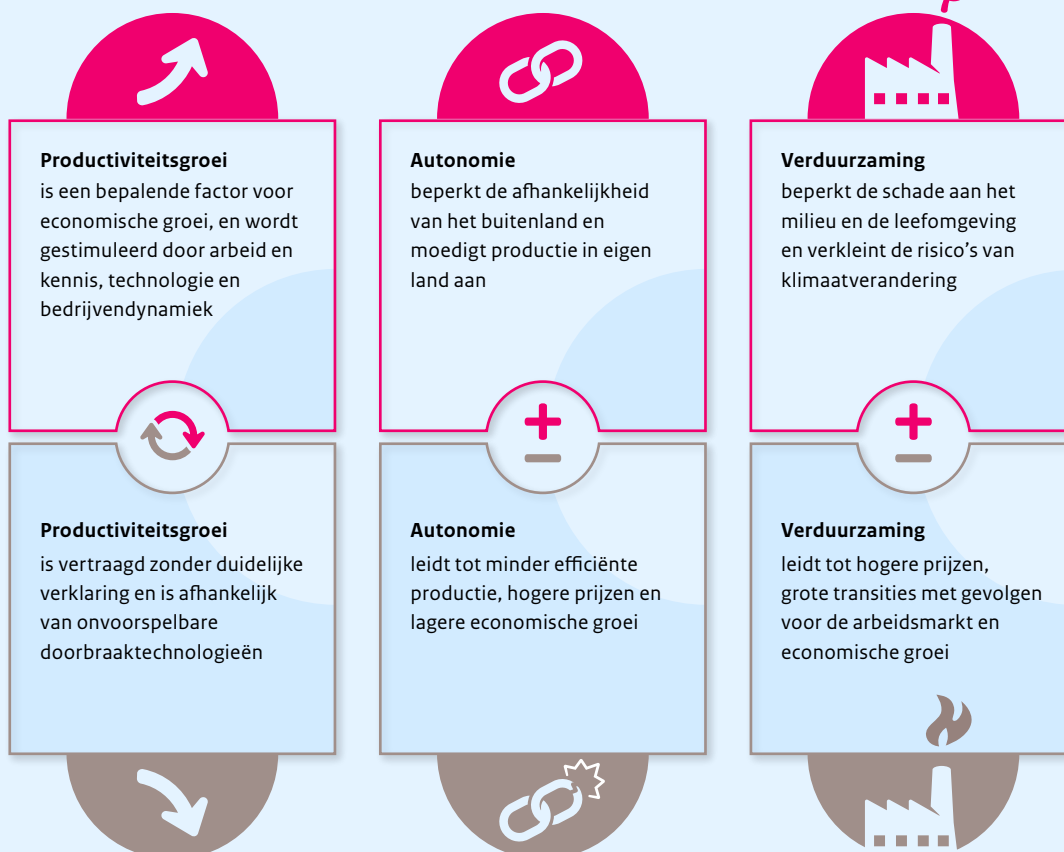 Productiviteitsgroei
is een bepalende factor voor
economische groei, en wordt
gestimuleerd door arbeid en
kennis, technologie en
bedrijvendynamiek
Autonomie
beperkt de afhankelijkheid
van het buitenland en
moedigt productie in eigen
land aan
Verduurzaming
beperkt de schade aan het
milieu en de leefomgeving
en verkleint de risico's van
klimaatverandering
Productiviteitsgroei
is vertraagd zonder duidelijke
verklaring en is afhankelijk
van onvoorspelbare
doorbraaktechnologieën
Autonomie
leidt tot minder efficiënte
productie, hogere prijzen en
lagere economische groei
Verduurzaming
leidt tot hogere prijzen,
grote transities met gevolgen
voor de arbeidsmarkt en
economische groei